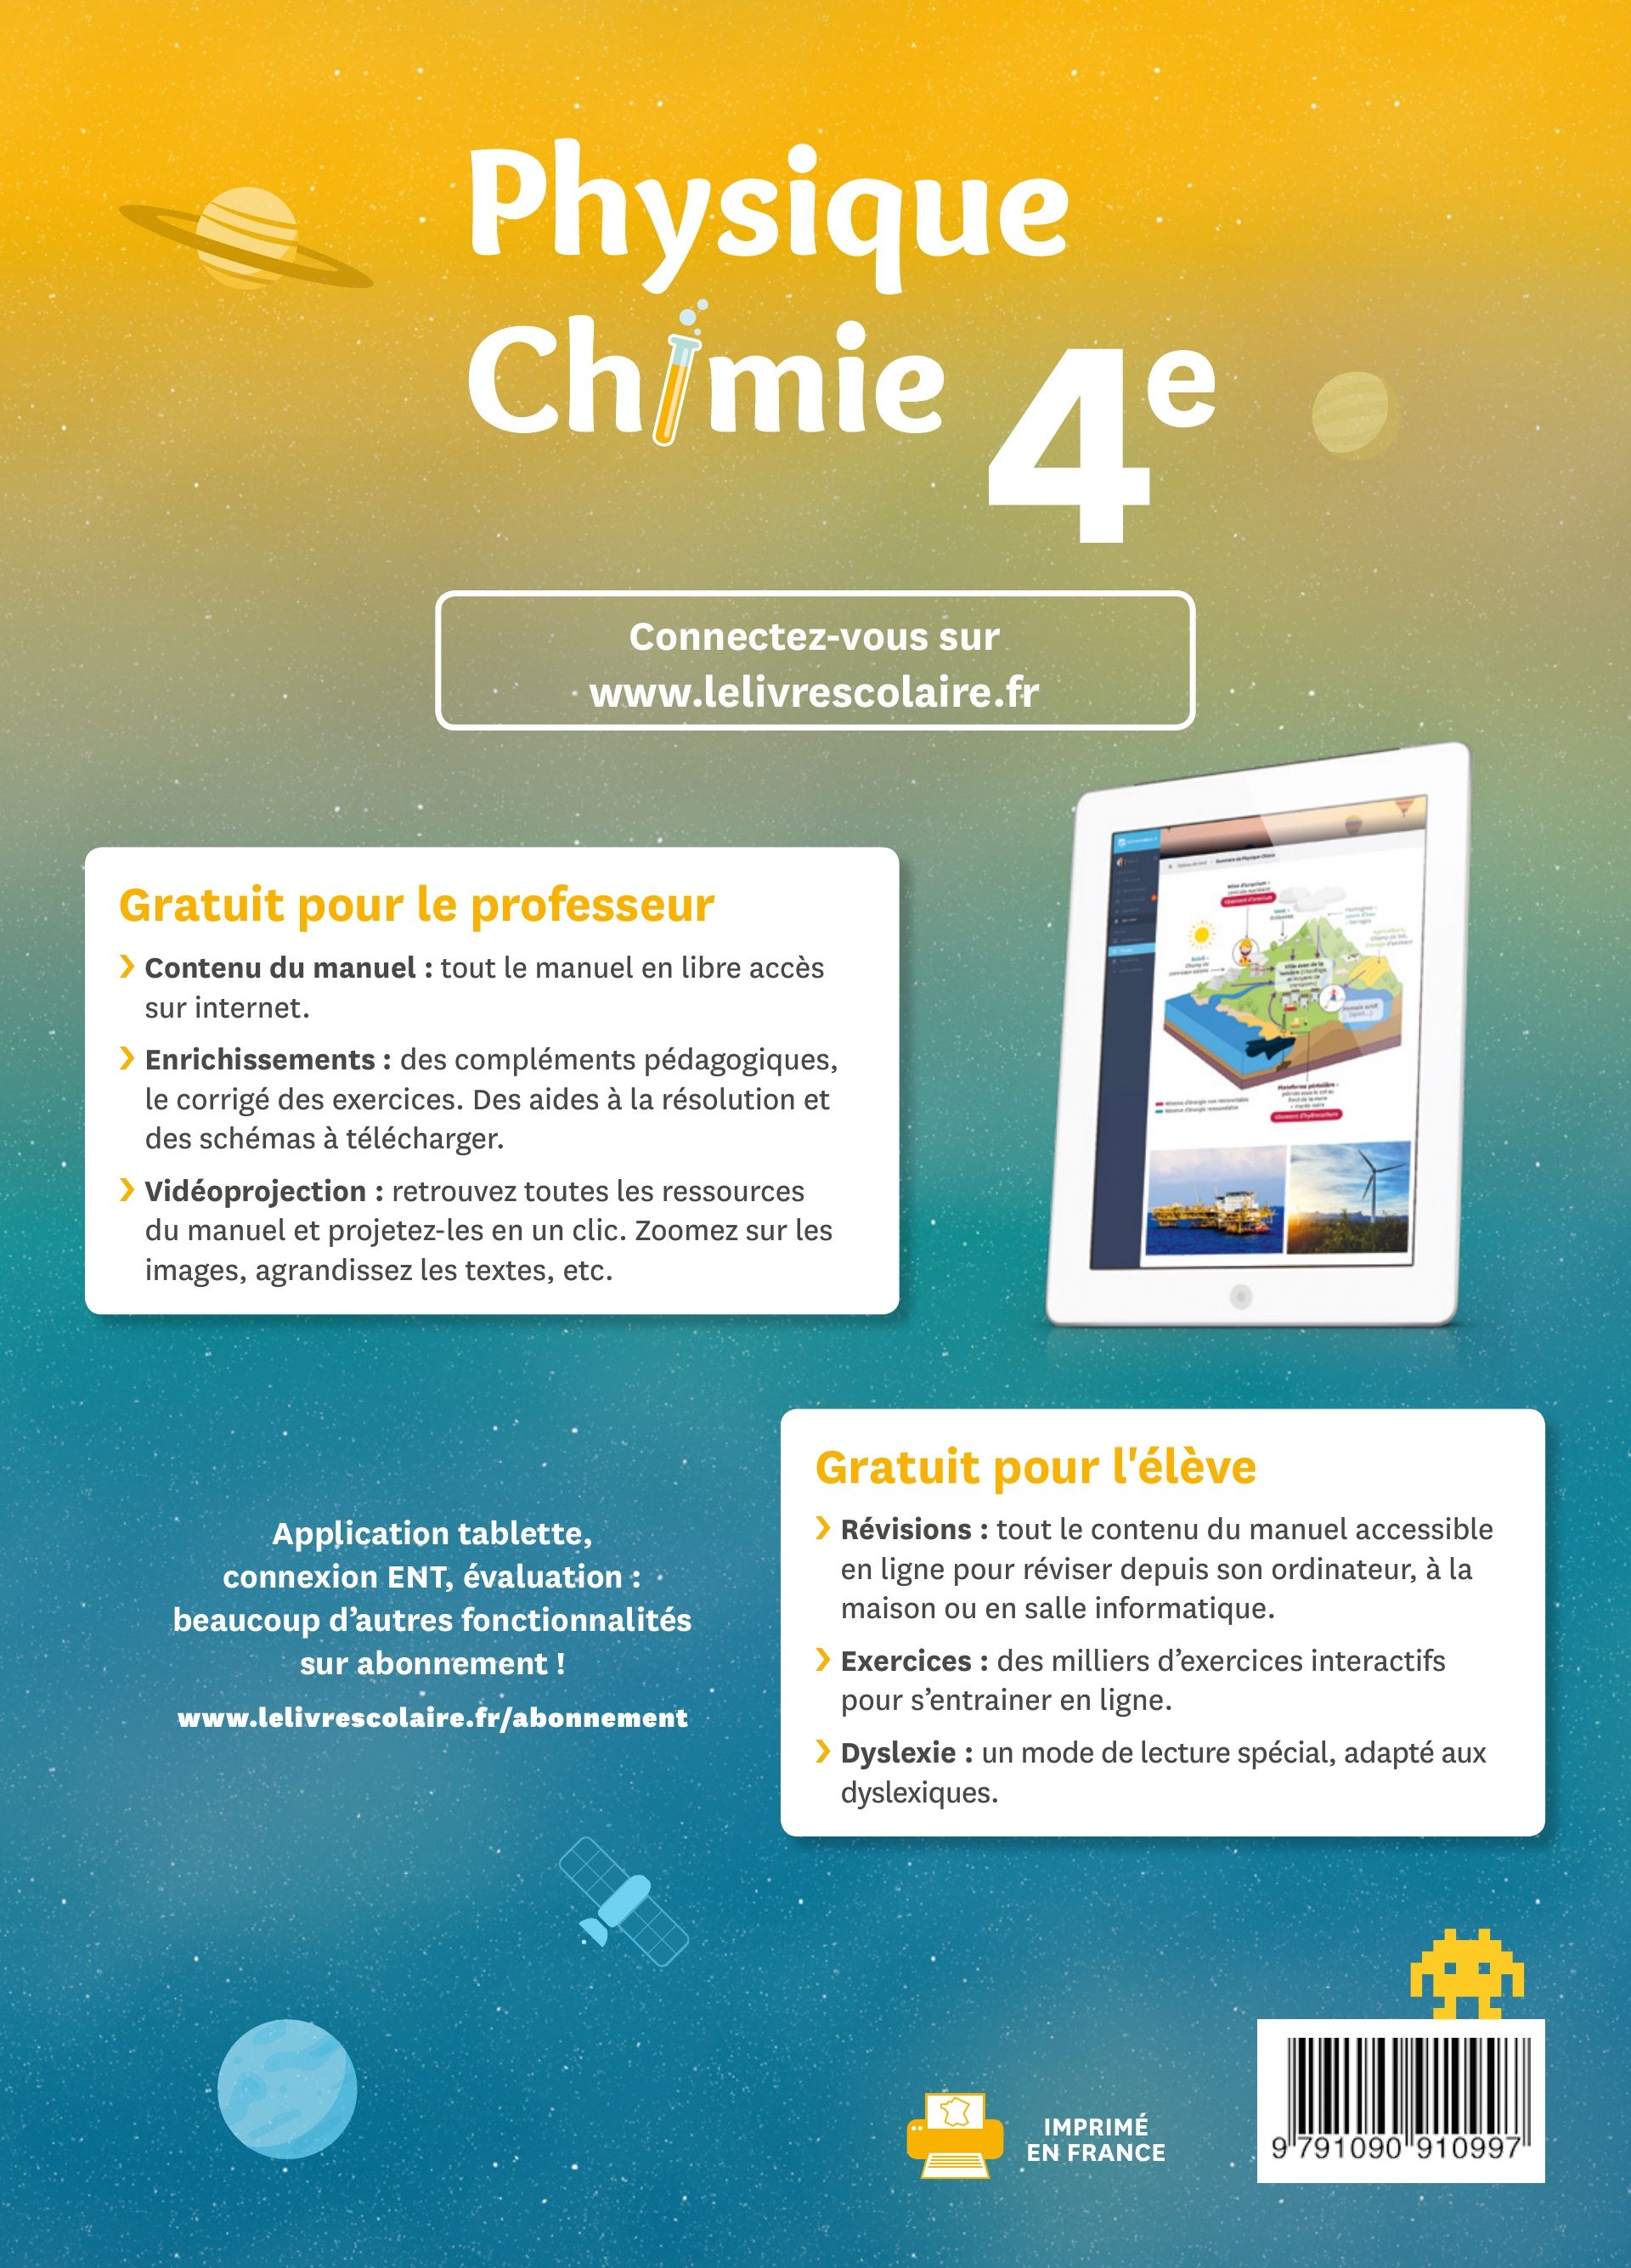 Physique
Chimie 4e
Connectez-vous sur
www.lelivrescolaire.fr
Gratuit pour le professeur
Contenu du manuel : tout le manuel en libre accès
sur internet.
Enrichissements : des compléments pédagogiques,
le corrigé des exercices. Des aides à la résolution et
des schémas à télécharger.
Vidéoprojection : retrouvez toutes les ressources
du manuel et projetez-les en un clic. Zoomez sur les
images, agrandissez les textes, etc.
Application tablette,
connexion ENT, évaluation :
beaucoup d’autres fonctionnalités
sur abonnement !
www.lelivrescolaire.fr/abonnement
Gratuit pour l'élève
Révisions : tout le contenu du manuel accessible
en ligne pour réviser depuis son ordinateur, à la
maison ou en salle informatique.
Exercices : des milliers d’exercices interactifs
pour s’entrainer en ligne.
Dyslexie : un mode de lecture spécial, adapté aux
dyslexiques.
IMPRIMÉ
EN FRANCE
9 791090 910997